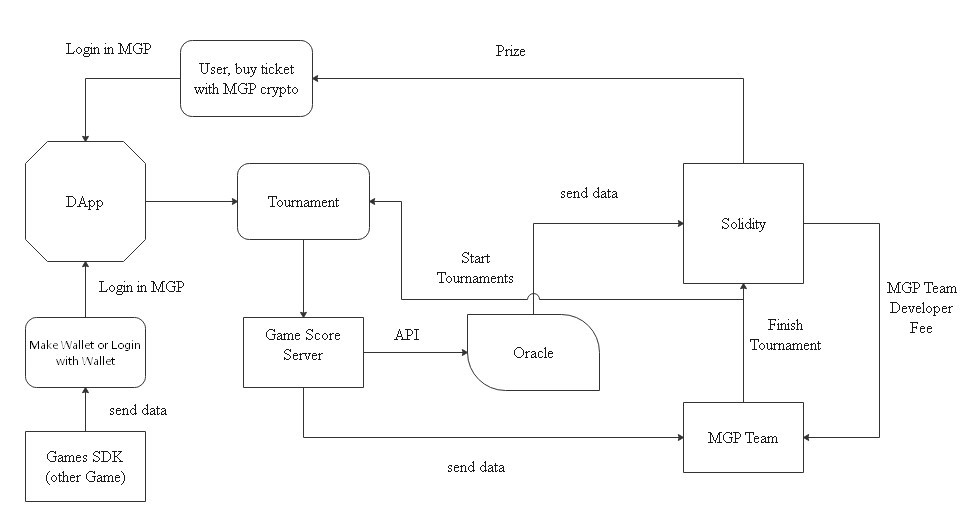 Login in MGP
User, buy ticket
with MGP crypto
Prize
DApp
Tournament
send data
Solidity
Login in MGP
Start
Tournaments
MGP Team
Developer
Fee
Make Wallet or Login
with Wallet
Game Score
Server
API
Oracle
Finish
Tournament
send data
Games SDK
(other Game)
send data
MGP Team